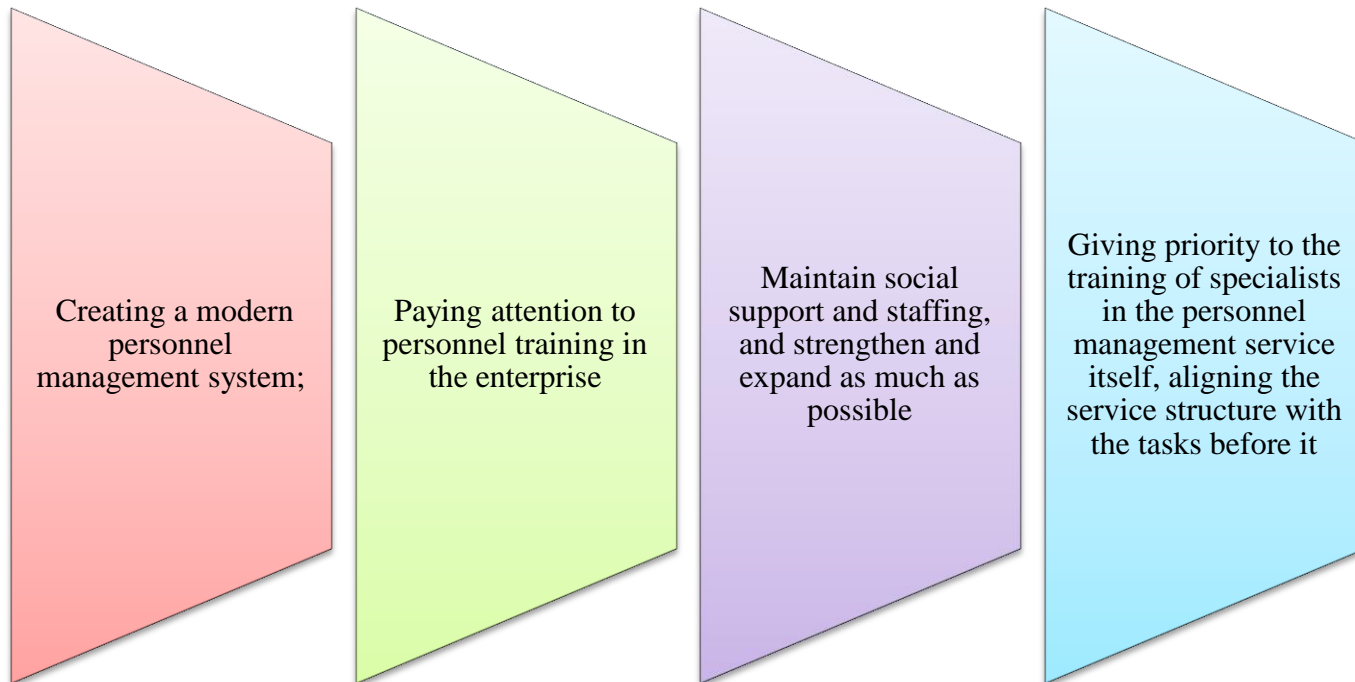 Creating a modern
personnel
management system;
Paying attention to
personnel training in
the enterprise
Maintain social
support and staffing,
and strengthen and
expand as much as
possible
Giving priority to the
training of specialists
in the personnel
management service
itself, aligning the
service structure with
the tasks before it